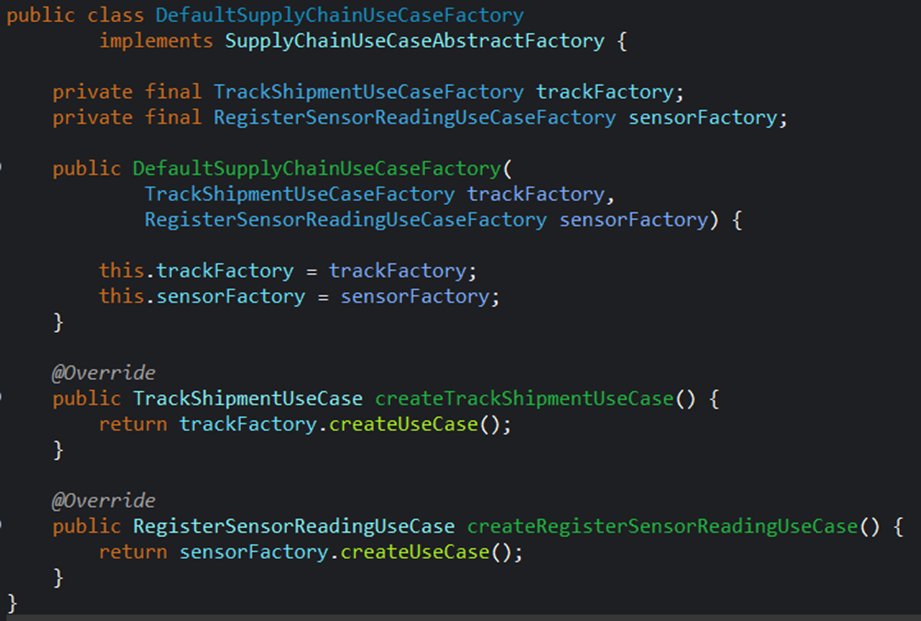 public class DefaultSupplyChainUseCaseFactory
        implements SupplyChainUseCaseAbstractFactory {

    private final TrackShipmentUseCaseFactory trackFactory;
    private final RegisterSensorReadingUseCaseFactory sensorFactory;

    public DefaultSupplyChainUseCaseFactory(
            TrackShipmentUseCaseFactory trackFactory,
            RegisterSensorReadingUseCaseFactory sensorFactory) {

        this.trackFactory = trackFactory;
        this.sensorFactory = sensorFactory;
    }

    @Override
    public TrackShipmentUseCase createTrackShipmentUseCase() {
        return trackFactory.createUseCase();
    }

    @Override
    public RegisterSensorReadingUseCase createRegisterSensorReadingUseCase() {
        return sensorFactory.createUseCase();
    }
}